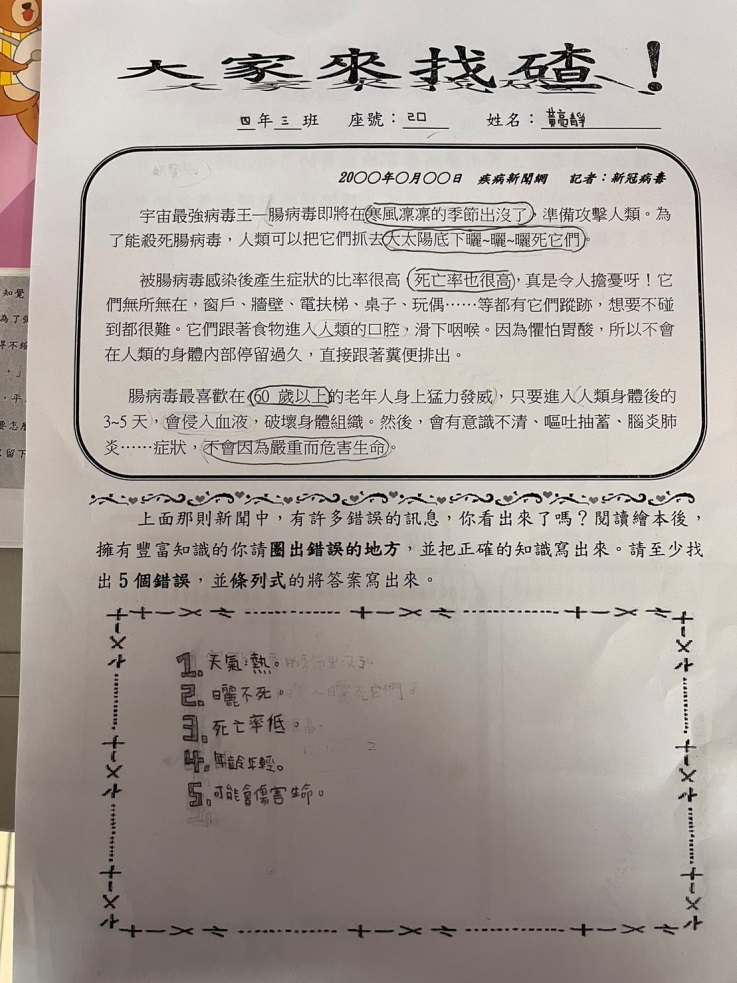 大家來找碴！
四年三班 座號： 姓名：
20○○年○月○○日 疾病新聞網 記者：新冠病毒
宇宙最強病毒王—腸病毒即將在寒風凜凜的季節出沒了，準備攻擊人類。為
了能殺死腸病毒，人類可以把它們抓去大太陽底下曬~曬~曬死它們。
被腸病毒感染後產生症狀的比率很高，死亡率也很高，真是令人擔憂呀！它
們無所無在，窗戶、牆壁、電扶梯、桌子、玩偶……等都有它們蹤跡，想要不碰
到都很難。它們跟著食物進入人類的口腔，滑下咽喉。因為懼怕胃酸，所以不會
在人類的身體內部停留過久，直接跟著糞便排出。
腸病毒最喜歡在60 歲以上的老年人身上猛力發威，只要進入人類身體後的
3~5 天，會侵入血液，破壞身體組織。然後，會有意識不清、嘔吐抽蓄、腦炎肺
炎……症狀，不會因為嚴重而危害生命。
上面那則新聞中，有許多錯誤的訊息，你看出來了嗎？閱讀繪本後，
擁有豐富知識的你請圈出錯誤的地方，並把正確的知識寫出來。請至少找
出 5 個錯誤，並條列式的將答案寫出來。
1. 天氣熱。
2. 曬不死。
3. 死亡率低。
4. 年齡年輕。
5. 可能會傷害生命。